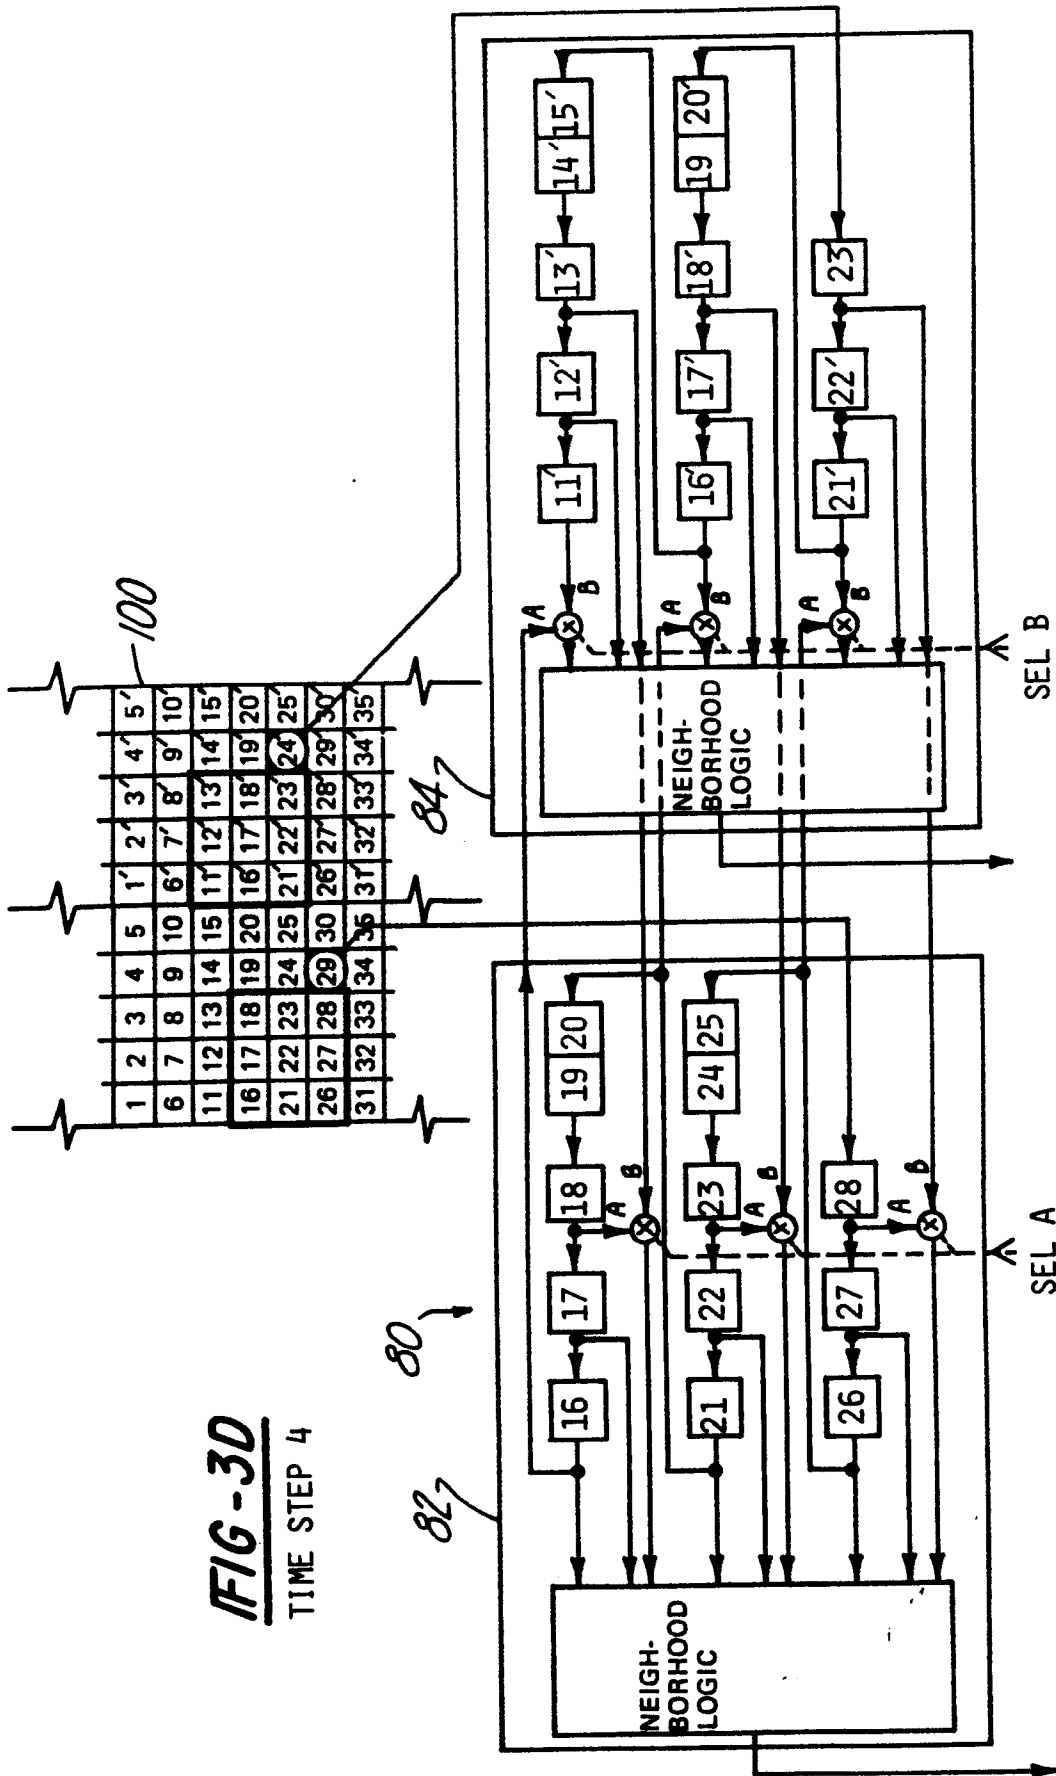 FIG-3D
TIME STEP 4
100
1 2 3 4 5 1' 2' 3' 4' 5'
6 7 8 9 10 6' 7' 8' 9' 10'
11 12 13 14 15 11' 12' 13' 14' 15'
16 17 18 19 20 16' 17' 18' 19' 20'
21 22 23 24 25 21' 22' 23' 24' 25'
26 27 28 29 30 26' 27' 28' 29' 30'
31 32 33 34 35 31' 32' 33' 34' 35'
80
82
16 17 18 19 20
A B
21 22 23 24 25
A B
26 27 28
A B
NEIGH-
BORHOOD
LOGIC
SEL A
84
A B
11' 12' 13' 14' 15'
A B
16' 17' 18' 19 20'
A B
21' 22' 23'
NEIGH-
BORHOOD
LOGIC
SEL B